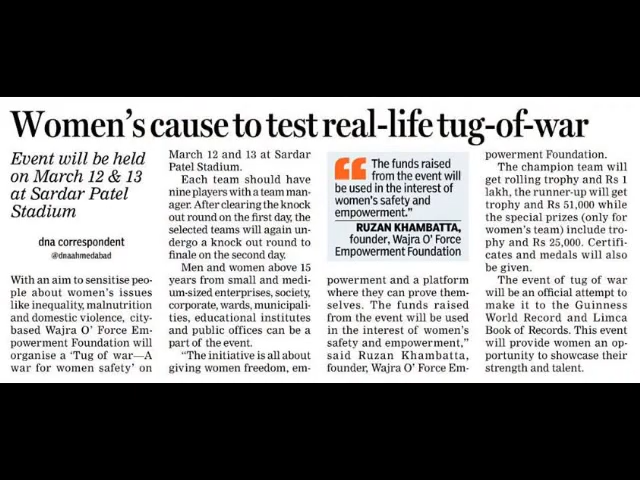 Women's cause to test real-life tug-of-war
Event will be held
on March 12 & 13
at Sardar Patel
Stadium
dna correspondent
@dnaahmedabad
With an aim to sensitise peo-
ple about women's issues
like inequality, malnutrition
and domestic violence, city-
based Wajra O' Force Em-
powerment Foundation will
organise a 'Tug of war—A
war for women safety' on
March 12 and 13 at Sardar
Patel Stadium.
Each team should have
nine players with a team man-
ager. After clearing the knock
out round on the first day, the
selected teams will again un-
dergo a knock out round to
finale on the second day.
Men and women above 15
years from small and medi-
um-sized enterprises, society,
corporate, wards, municipali-
ties, educational institutes
and public offices can be a
part of the event.
"The initiative is all about
giving women freedom, em-
The funds raised
from the event will
be used in the interest of
women's safety and
empowerment."
RUZAN KHAMBATTA,
founder, Wajra O' Force
Empowerment Foundation
powerment and a platform
where they can prove them-
selves. The funds raised
from the event will be used
in the interest of women's
safety and empowerment,"
said Ruzan Khambatta,
founder, Wajra O' Force Em-
powerment Foundation.
The champion team will
get rolling trophy and Rs 1
lakh, the runner-up will get
trophy and Rs 51,000 while
the special prizes (only for
women's team) include tro-
phy and Rs 25,000. Certifi-
cates and medals will also
be given.
The event of tug of war
will be an official attempt to
make it to the Guinness
World Record and Limca
Book of Records. This event
will provide women an op-
portunity to showcase their
strength and talent.